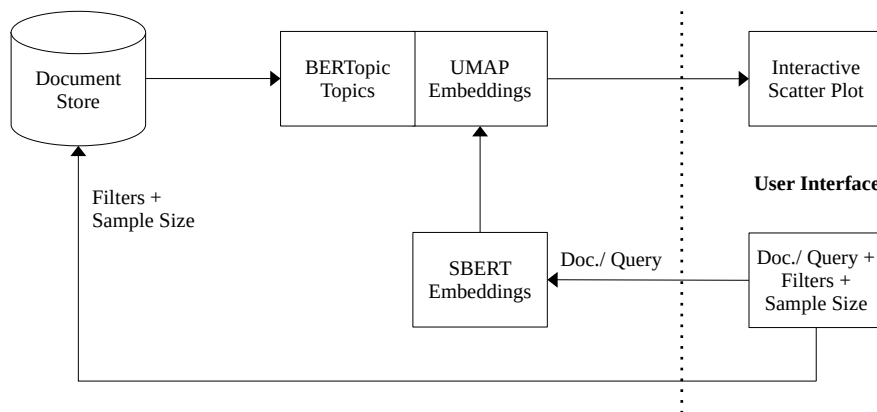 Document
Store
BERTopic
Topics
UMAP
Embeddings
Interactive
Scatter Plot
Filters +
Sample Size
User Interface
SBERT
Embeddings
Doc./ Query
Doc./ Query +
Filters +
Sample Size